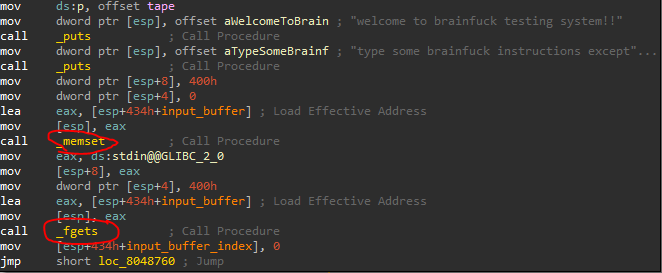 mov ds:p, offset tape
mov dword ptr [esp], offset aWelcomeToBrain ; "welcome to brainfuck testing system!!"
call _puts ; Call Procedure
mov dword ptr [esp], offset aTypeSomeBrainf ; "type some brainfuck instructions except"...
call _puts ; Call Procedure
mov dword ptr [esp+8], 400h
mov dword ptr [esp+4], 0
lea eax, [esp+434h+input_buffer] ; Load Effective Address
mov [esp], eax
call _memset ; Call Procedure
mov eax, ds:stdin@@GLIBC_2_0
mov [esp+8], eax
mov dword ptr [esp+4], 400h
lea eax, [esp+434h+input_buffer] ; Load Effective Address
mov [esp], eax
call _fgets ; Call Procedure
mov [esp+434h+input_buffer_index], 0
jmp short loc_8048760 ; Jump